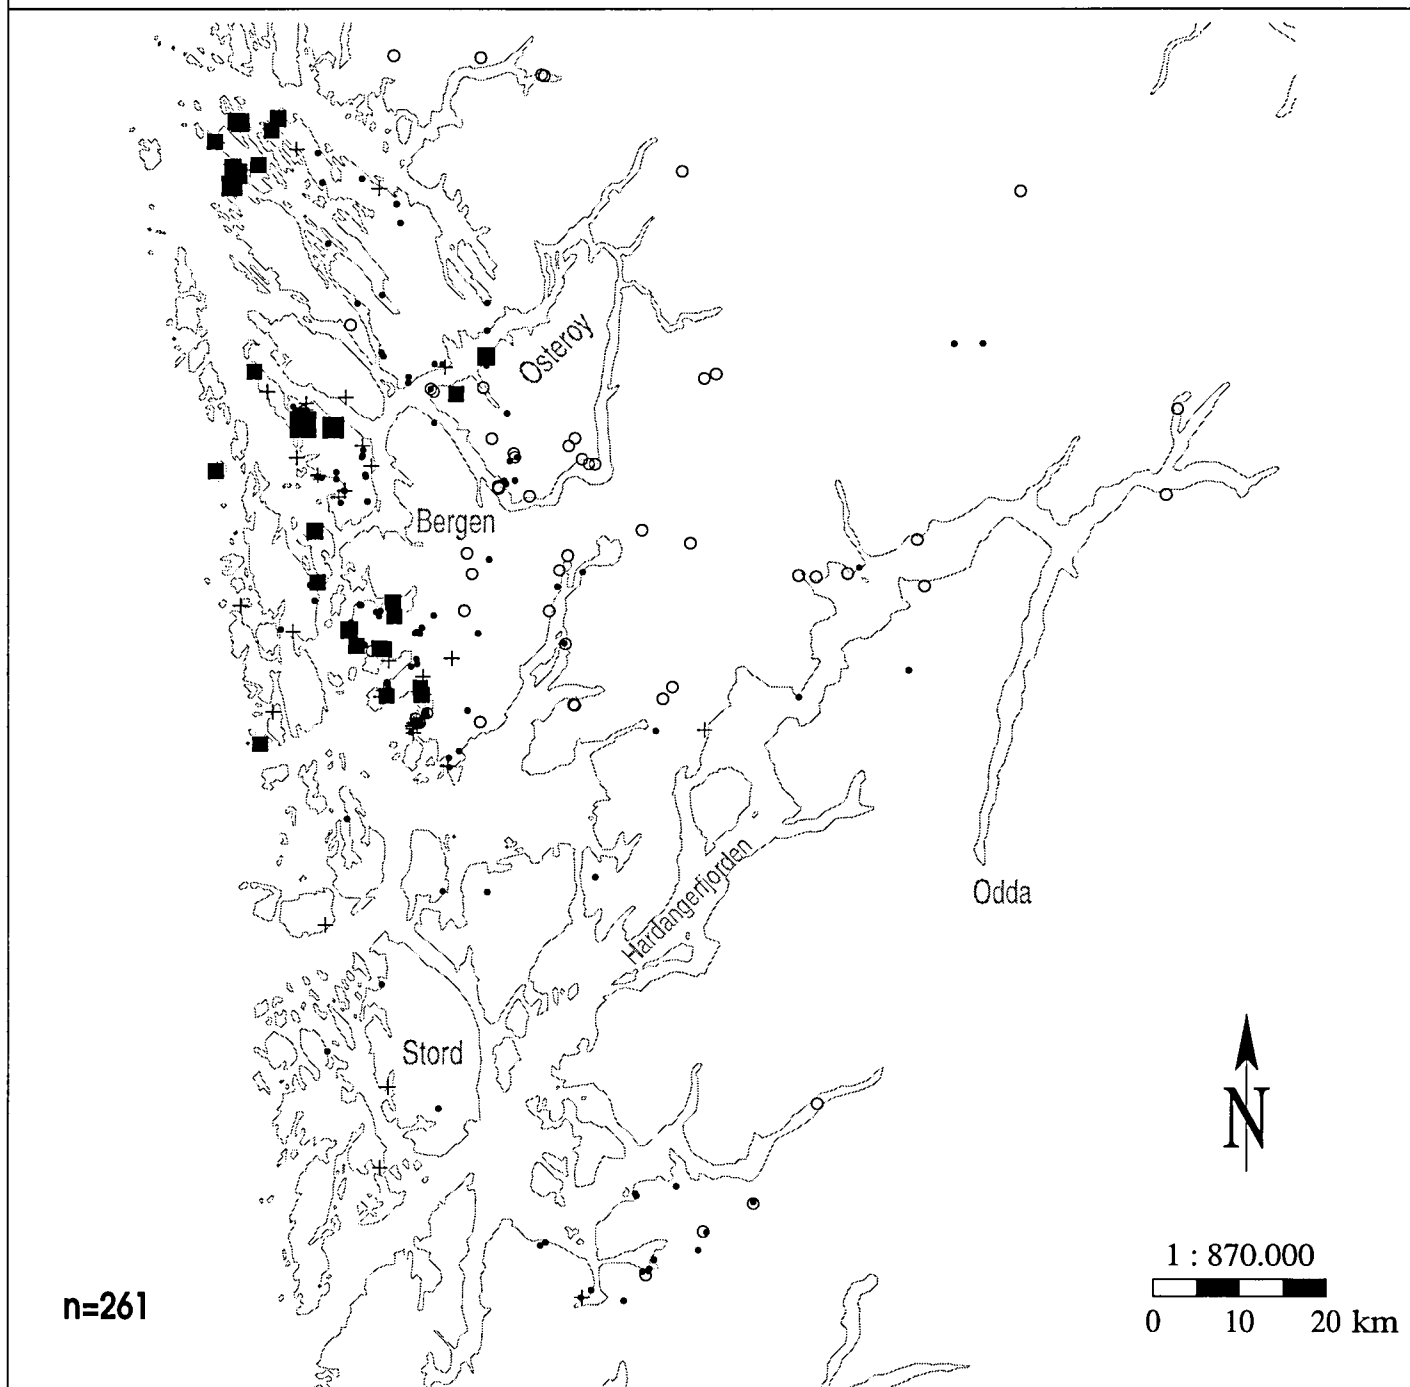 Osteroy
Bergen
Odda
Hardangerfjorden
Stord
N
1 : 870.000
0 10 20 km
n=261